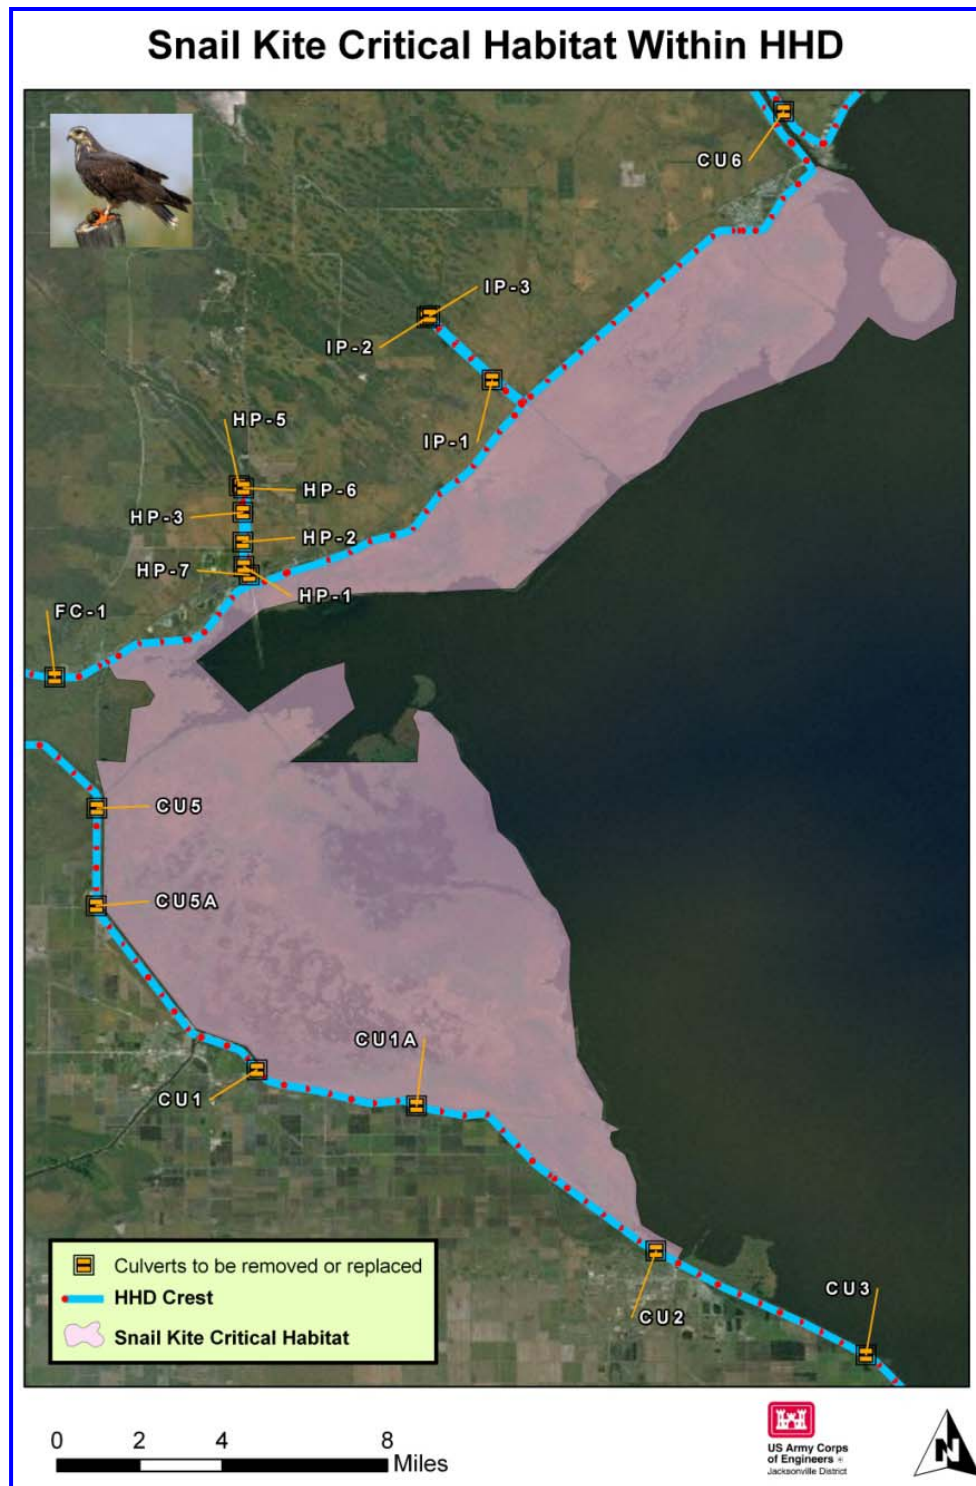 Snail Kite Critical Habitat Within HHD
CU6
IP-3
IP-2
IP-1
HP-5
HP-6
HP-3
HP-2
HP-7
HP-1
FC-1
CU5
CU5A
CU1A
CU1
CU2
CU3
Culverts to be removed or replaced
HHD Crest
Snail Kite Critical Habitat
0 2 4 8
Miles
US Army Corps
of Engineers ®
Jacksonville District
N